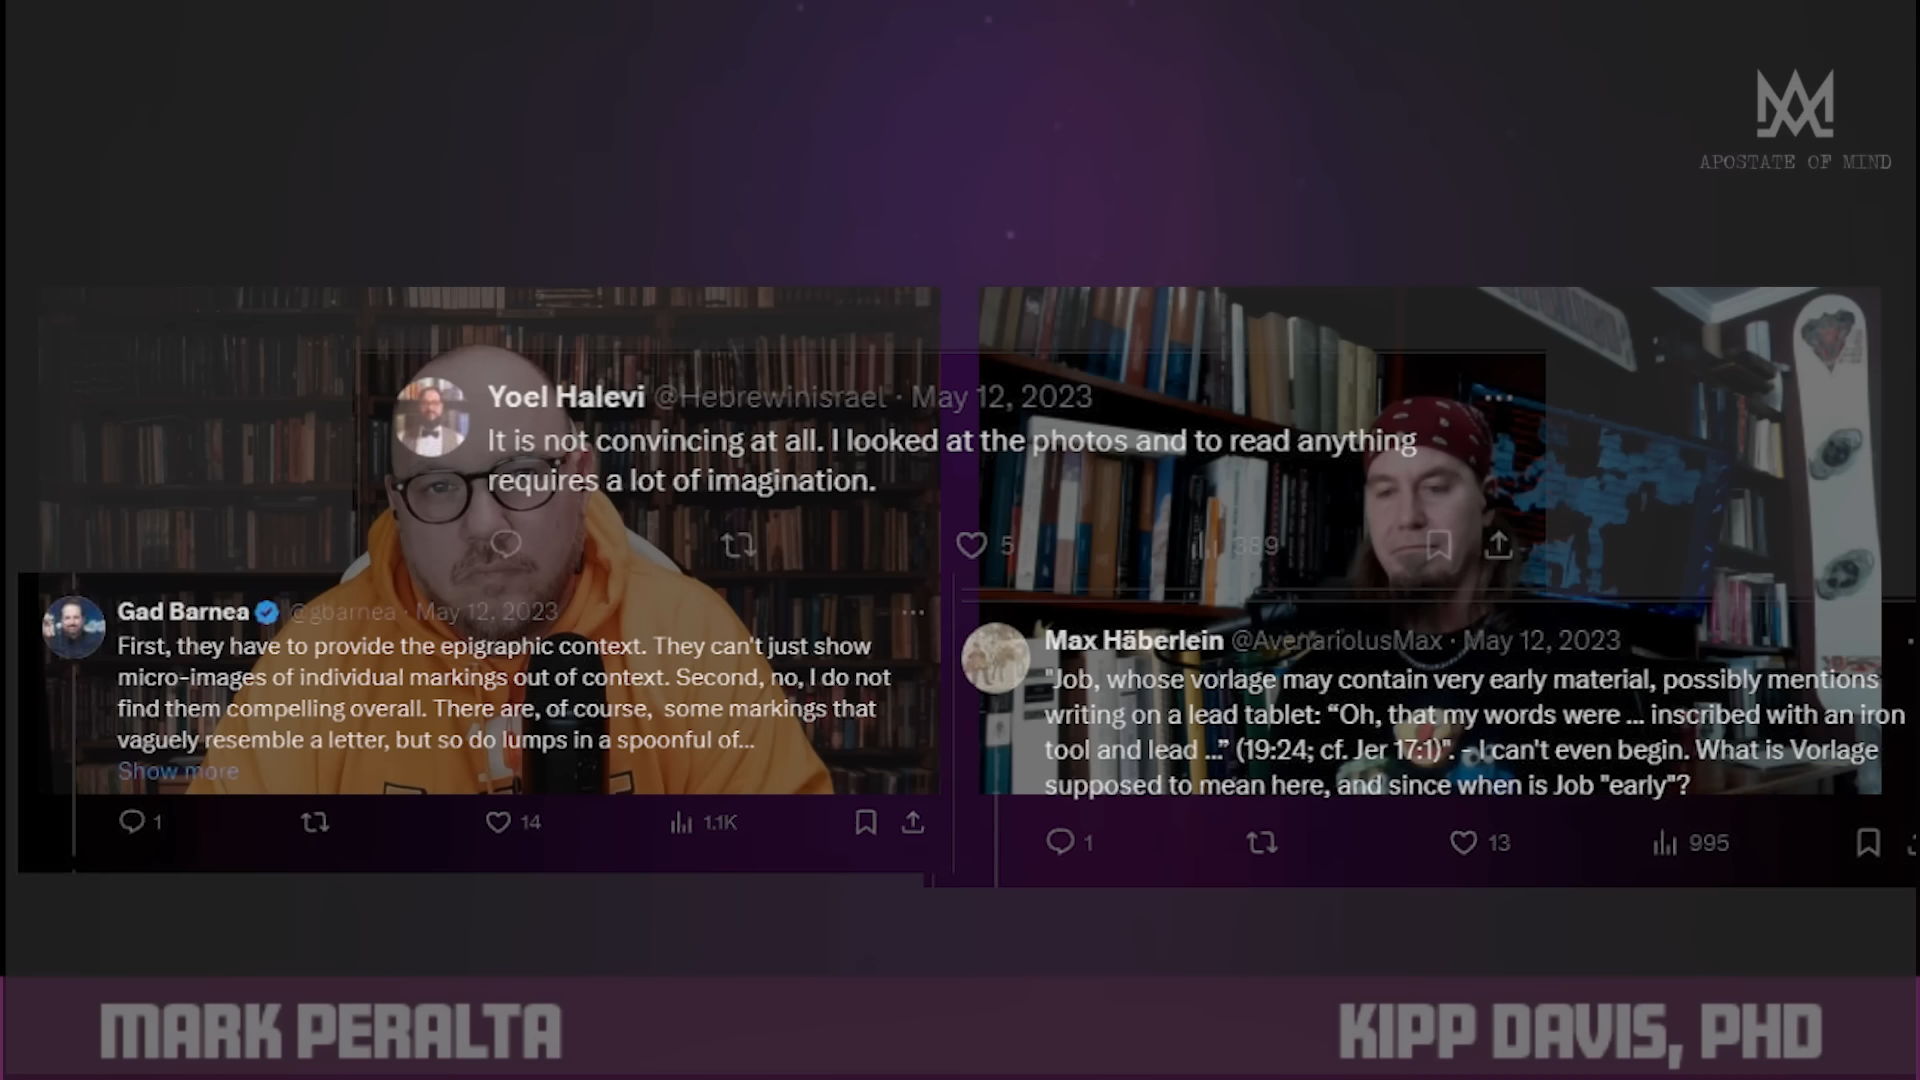 APOSTATE OF MIND
Yoel Halevi @Hebrewinisrael · May 12, 2023
It is not convincing at all. I looked at the photos and to read anything
requires a lot of imagination.
5
389
Gad Barnea @gbarnea · May 12, 2023
First, they have to provide the epigraphic context. They can't just show
micro-images of individual markings out of context. Second, no, I do not
find them compelling overall. There are, of course, some markings that
vaguely resemble a letter, but so do lumps in a spoonful of...
Show more
1 14 1.1K
Max Häberlein @AvenariolusMax · May 12, 2023
"Job, whose vorlage may contain very early material, possibly mentions
writing on a lead tablet: “Oh, that my words were ... inscribed with an iron
tool and lead ...” (19:24; cf. Jer 17:1)". - I can't even begin. What is Vorlage
supposed to mean here, and since when is Job "early"?
1 13 995
MARK PERALTA
KIPP DAVIS, PHD